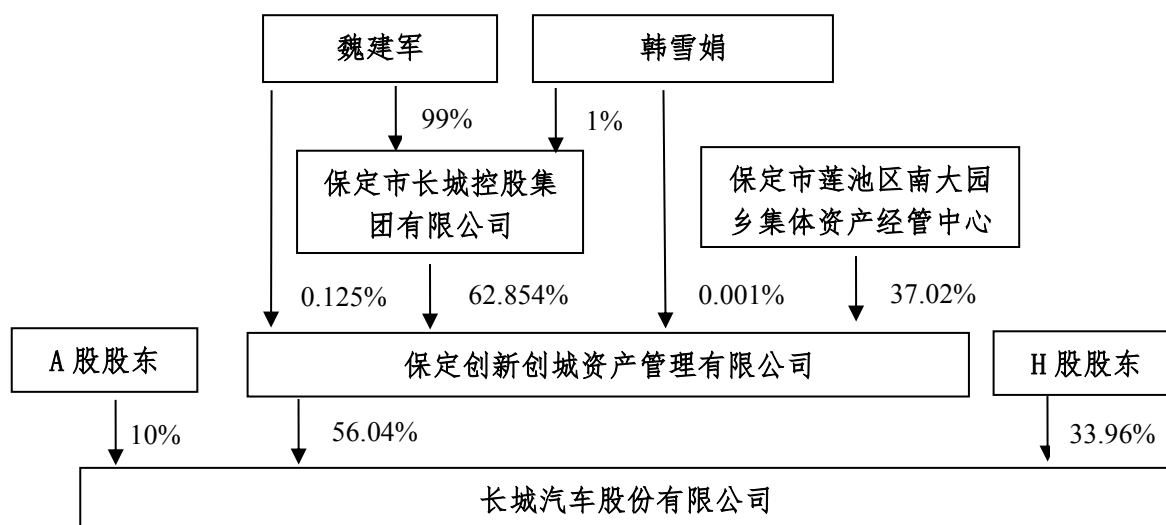 魏建军
韩雪娟
99%
1%
保定市长城控股集
团有限公司
保定市莲池区南大园
乡集体资产经管中心
0.125%
62.854%
0.001%
37.02%
A 股股东
保定创新创城资产管理有限公司
H 股股东
10%
56.04%
33.96%
长城汽车股份有限公司